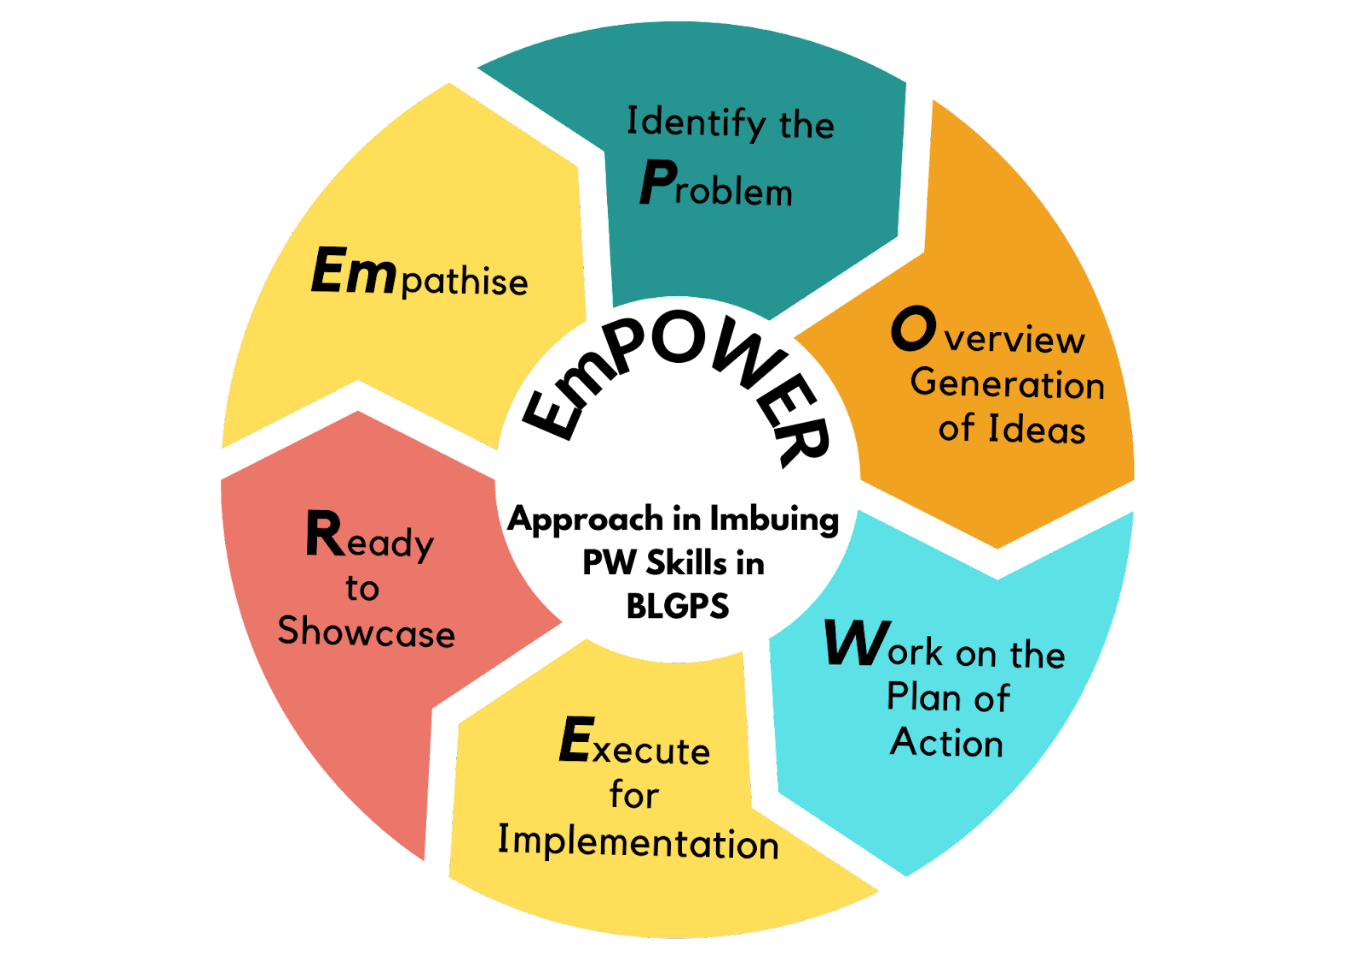 Identify the
Problem
Overview
Generation
of Ideas
Work on the
Plan of
Action
Execute
for
Implementation
Ready
to
Showcase
Empathise
EmPOWER
Approach in Imbuing
PW Skills in
BLGPS